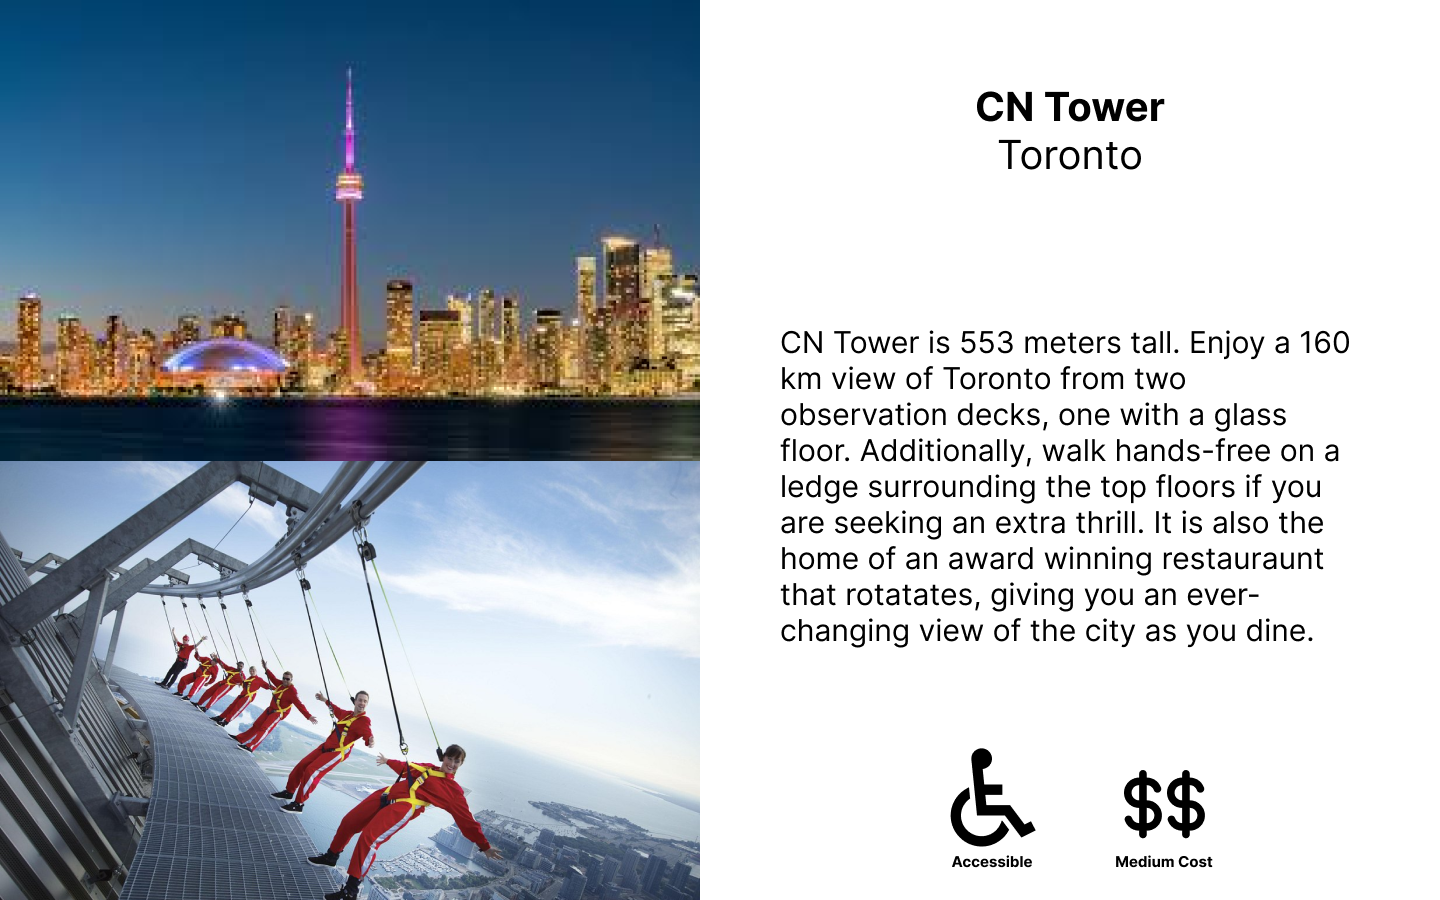 CN Tower
Toronto
CN Tower is 553 meters tall. Enjoy a 160
km view of Toronto from two
observation decks, one with a glass
floor. Additionally, walk hands-free on a
ledge surrounding the top floors if you
are seeking an extra thrill. It is also the
home of an award winning restauraunt
that rotatates, giving you an ever-
changing view of the city as you dine.
$$
Accessible
Medium Cost